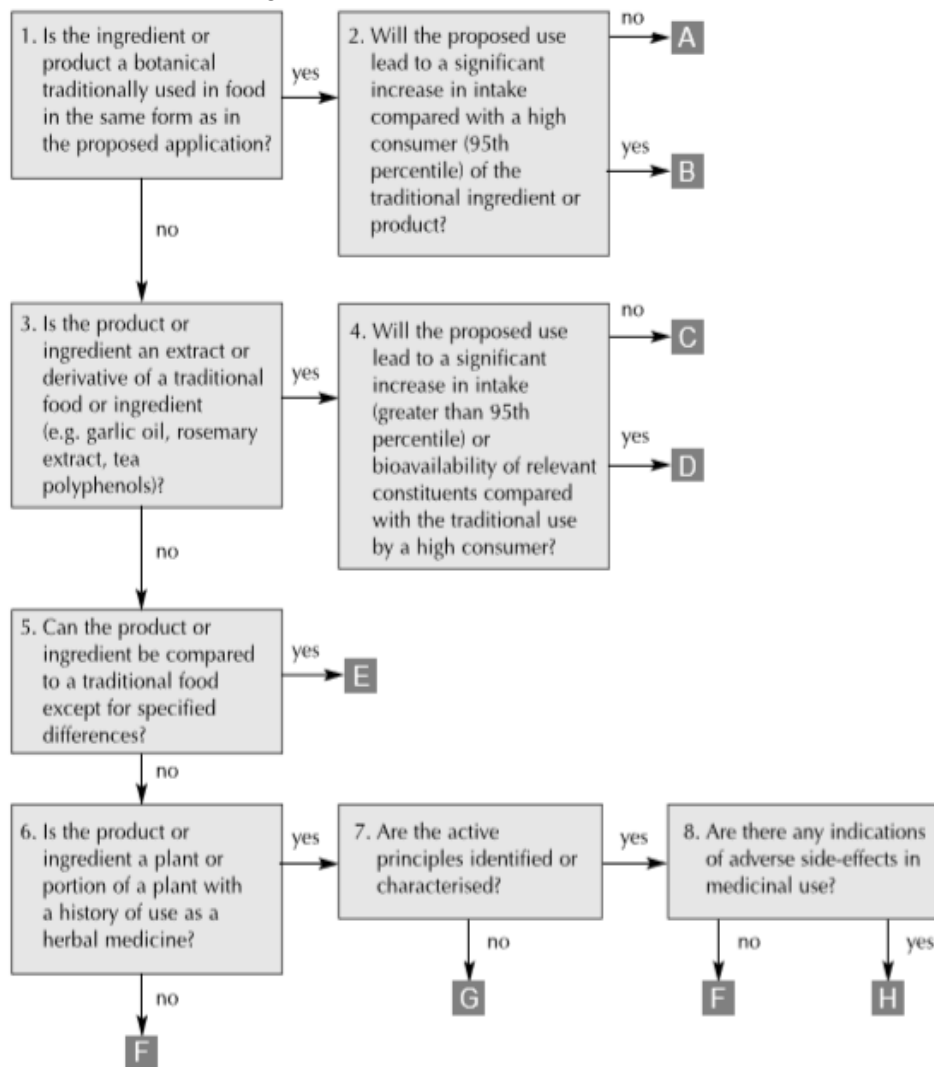 1. Is the ingredient or
product a botanical
traditionally used in food
in the same form as in
the proposed application?
yes
no
2. Will the proposed use
lead to a significant
increase in intake
compared with a high
consumer (95th
percentile) of the
traditional ingredient or
product?
no
A
yes
B
3. Is the product or
ingredient an extract or
derivative of a traditional
food or ingredient
(e.g. garlic oil, rosemary
extract, tea
polyphenols)?
yes
no
4. Will the proposed use
lead to a significant
increase in intake
(greater than 95th
percentile) or
bioavailability of relevant
constituents compared
with the traditional use
by a high consumer?
no
C
yes
D
5. Can the product or
ingredient be compared
to a traditional food
except for specified
differences?
yes
E
no
6. Is the product or
ingredient a plant or
portion of a plant with
a history of use as a
herbal medicine?
yes
no
F
7. Are the active
principles identified or
characterised?
yes
no
G
8. Are there any indications
of adverse side-effects in
medicinal use?
no
F
yes
H